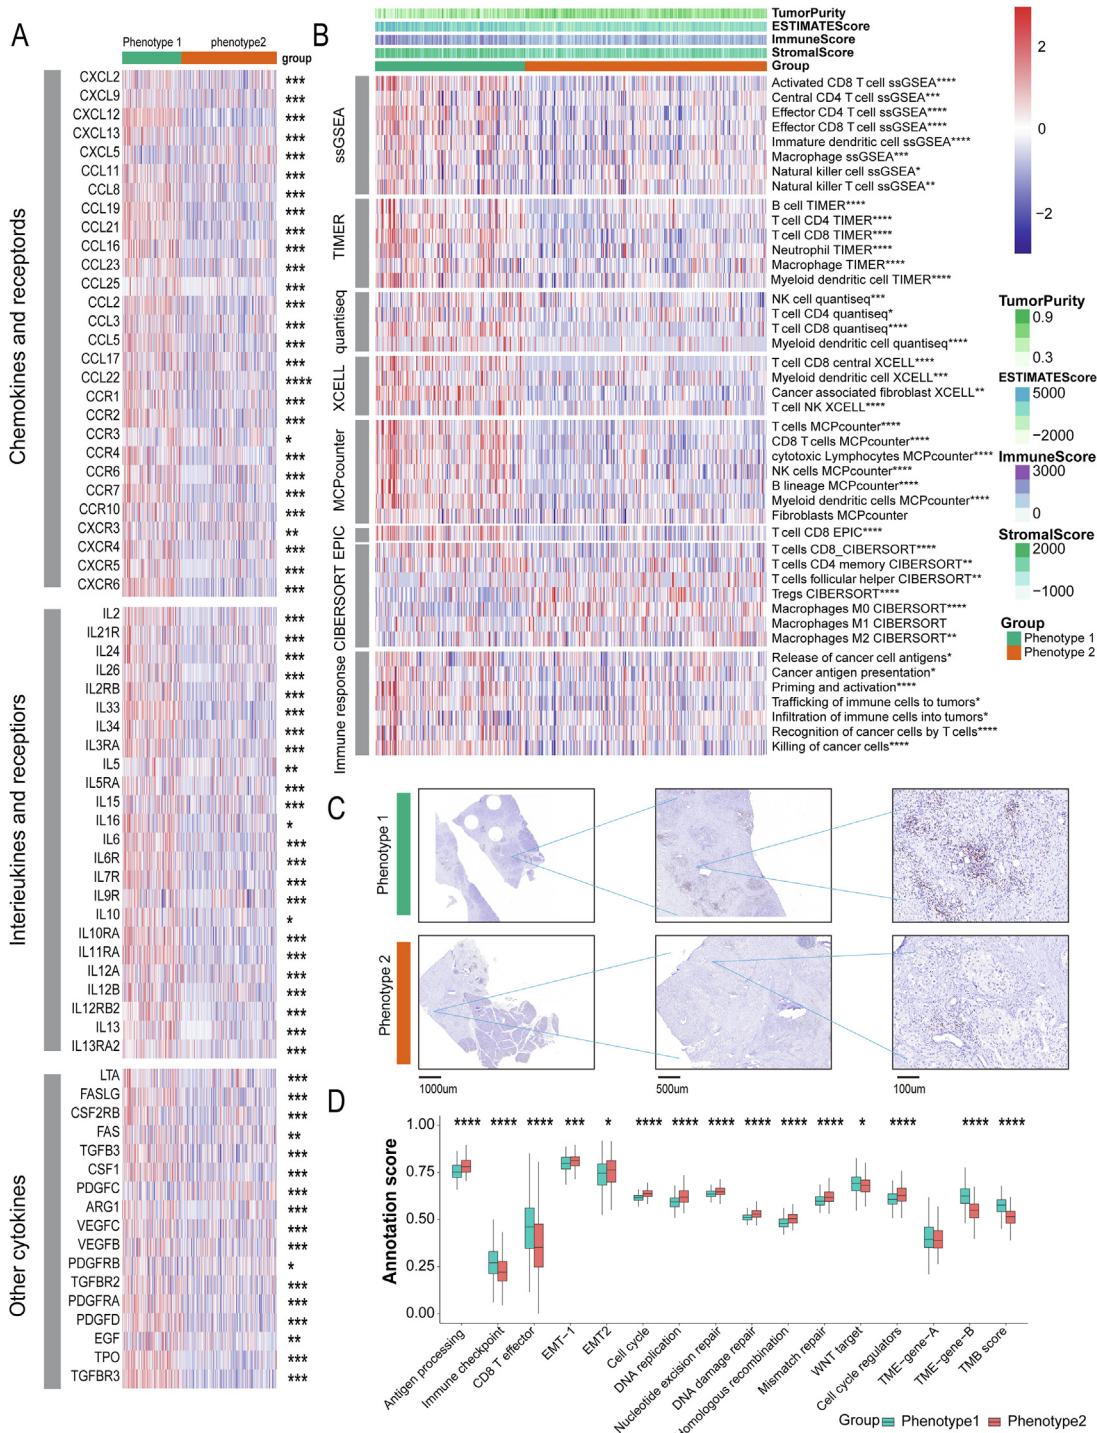 A
Phenotype 1
phenotype2
group
Chemokines and receptords
CXCL2 ***
CXCL9 ***
CXCL12 ***
CXCL13 ***
CXCL5 ***
CCL11 ***
CCL8 ***
CCL19 ***
CCL21 ***
CCL16 ***
CCL23 ***
CCL25 ***
CCL2 ***
CCL3 ***
CCL5 ***
CCL17 ***
CCL22 ****
CCR1 ***
CCR2 ***
CCR3 *
CCR4 ***
CCR6 ***
CCR7 ***
CCR10 ***
CXCR3 **
CXCR4 ***
CXCR5 ***
CXCR6 ***
Interieukines and receptiors
IL2 ***
IL21R ***
IL24 ***
IL26 ***
IL2RB ***
IL33 ***
IL34 ***
IL3RA ***
IL5 **
IL5RA ***
IL15 ***
IL16 *
IL6 ***
IL6R ***
IL7R ***
IL9R ***
IL10 *
IL10RA ***
IL11RA ***
IL12A ***
IL12B ***
IL12RB2 ***
IL13 ***
IL13RA2 ***
Other cytokines
LTA ***
FASLG ***
CSF2RB ***
FAS **
TGFB3 ***
CSF1 ***
PDGFC ***
ARG1 ***
VEGFC ***
VEGFB ***
PDGFRB *
TGFBR2 ***
PDGFRA ***
PDGFD ***
EGF **
TPO ***
TGFBR3 ***
B
TumorPurity
ESTIMATEScore
ImmuneScore
StromalScore
Group
ssGSEA
Activated CD8 T cell ssGSEA****
Central CD4 T cell ssGSEA***
Effector CD4 T cell ssGSEA****
Effector CD8 T cell ssGSEA****
Immature dendritic cell ssGSEA****
Macrophage ssGSEA***
Natural killer cell ssGSEA*
Natural killer T cell ssGSEA**
TIMER
B cell TIMER****
T cell CD4 TIMER****
T cell CD8 TIMER****
Neutrophil TIMER****
Macrophage TIMER****
Myeloid dendritic cell TIMER****
quantiseq
NK cell quantiseq***
T cell CD4 quantiseq*
T cell CD8 quantiseq****
Myeloid dendritic cell quantiseq****
XCELL
T cell CD8 central XCELL****
Myeloid dendritic cell XCELL***
Cancer associated fibroblast XCELL**
T cell NK XCELL****
MCPcounter
T cells MCPcounter****
CD8 T cells MCPcounter****
cytotoxic Lymphocytes MCPcounter****
NK cells MCPcounter****
B lineage MCPcounter****
Myeloid dendritic cells MCPcounter****
Fibroblasts MCPcounter
EPIC
T cell CD8 EPIC****
CIBERSORT
T cells CD8_CIBERSORT****
T cells CD4 memory CIBERSORT**
T cells follicular helper CIBERSORT**
Tregs CIBERSORT****
Macrophages M0 CIBERSORT****
Macrophages M1 CIBERSORT
Macrophages M2 CIBERSORT**
Immune response
Release of cancer cell antigens*
Cancer antigen presentation*
Priming and activation****
Trafficking of immune cells to tumors*
Infiltration of immune cells into tumors*
Recognition of cancer cells by T cells****
Killing of cancer cells****
2
0
−2
TumorPurity
0.9
0.3
ESTIMATEScore
5000
−2000
ImmuneScore
3000
0
StromalScore
2000
−1000
Group
Phenotype 1
Phenotype 2
C
Phenotype 1
Phenotype 2
1000um
500um
100um
D
Annotation score
1.00
0.75
0.50
0.25
0.00
**** **** **** *** * **** **** **** **** **** **** * **** **** ****
Antigen processing
Immune checkpoint
CD8 T effector
EMT−1
EMT2
Cell cycle
DNA replication
Nucleotide excision repair
DNA damage repair
Homologous recombination
Mismatch repair
WNT target
Cell cycle regulators
TME−gene−A
TME−gene−B
TMB score
Group Phenotype1 Phenotype2